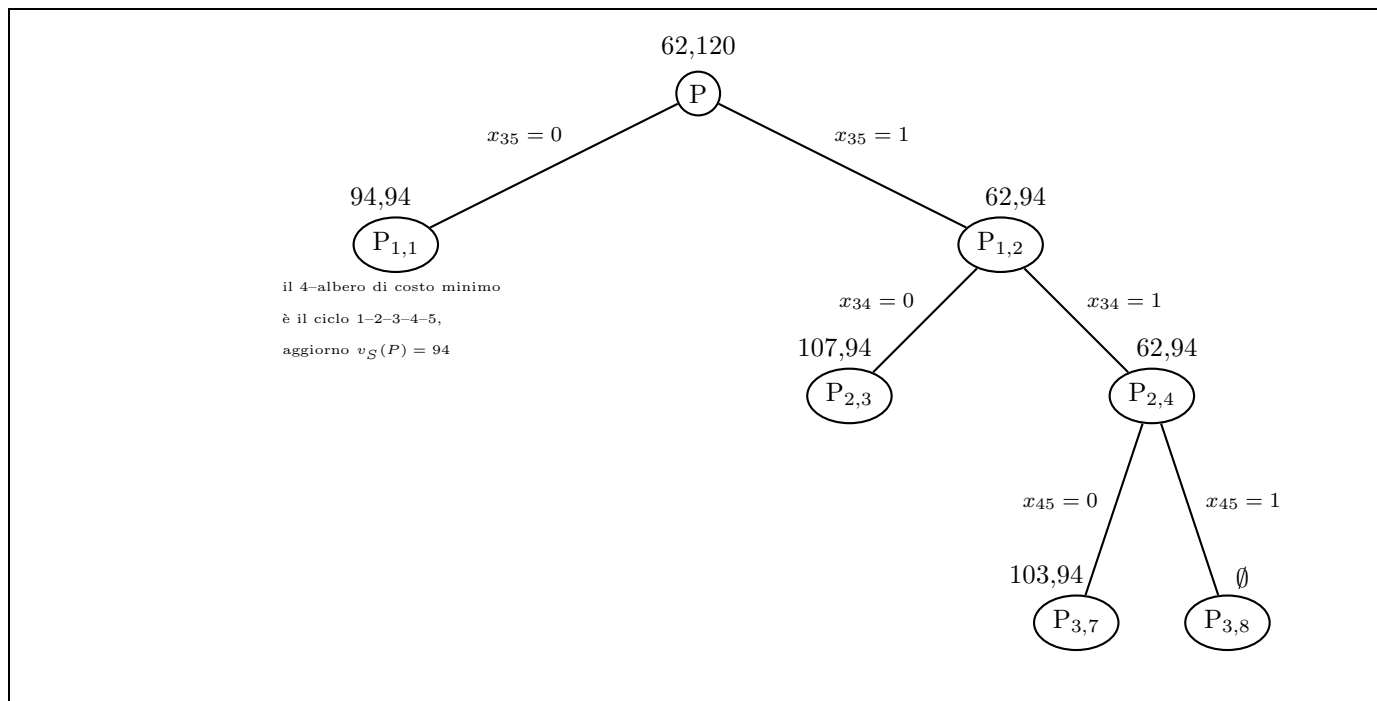 62,120
P
x₃₅ = 0
x₃₅ = 1
94,94
62,94
P₁,₁
P₁,₂
il 4–albero di costo minimo
è il ciclo 1–2–3–4–5,
aggiorno v_S(P) = 94
x₃₄ = 0
x₃₄ = 1
107,94
62,94
P₂,₃
P₂,₄
x₄₅ = 0
x₄₅ = 1
103,94
∅
P₃,₇
P₃,₈